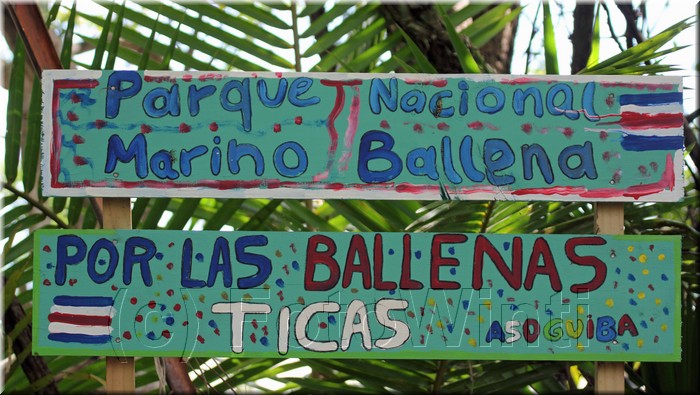 Parque Nacional
Marino Ballena
POR LAS BALLENAS
TICAS ASOGUIBA